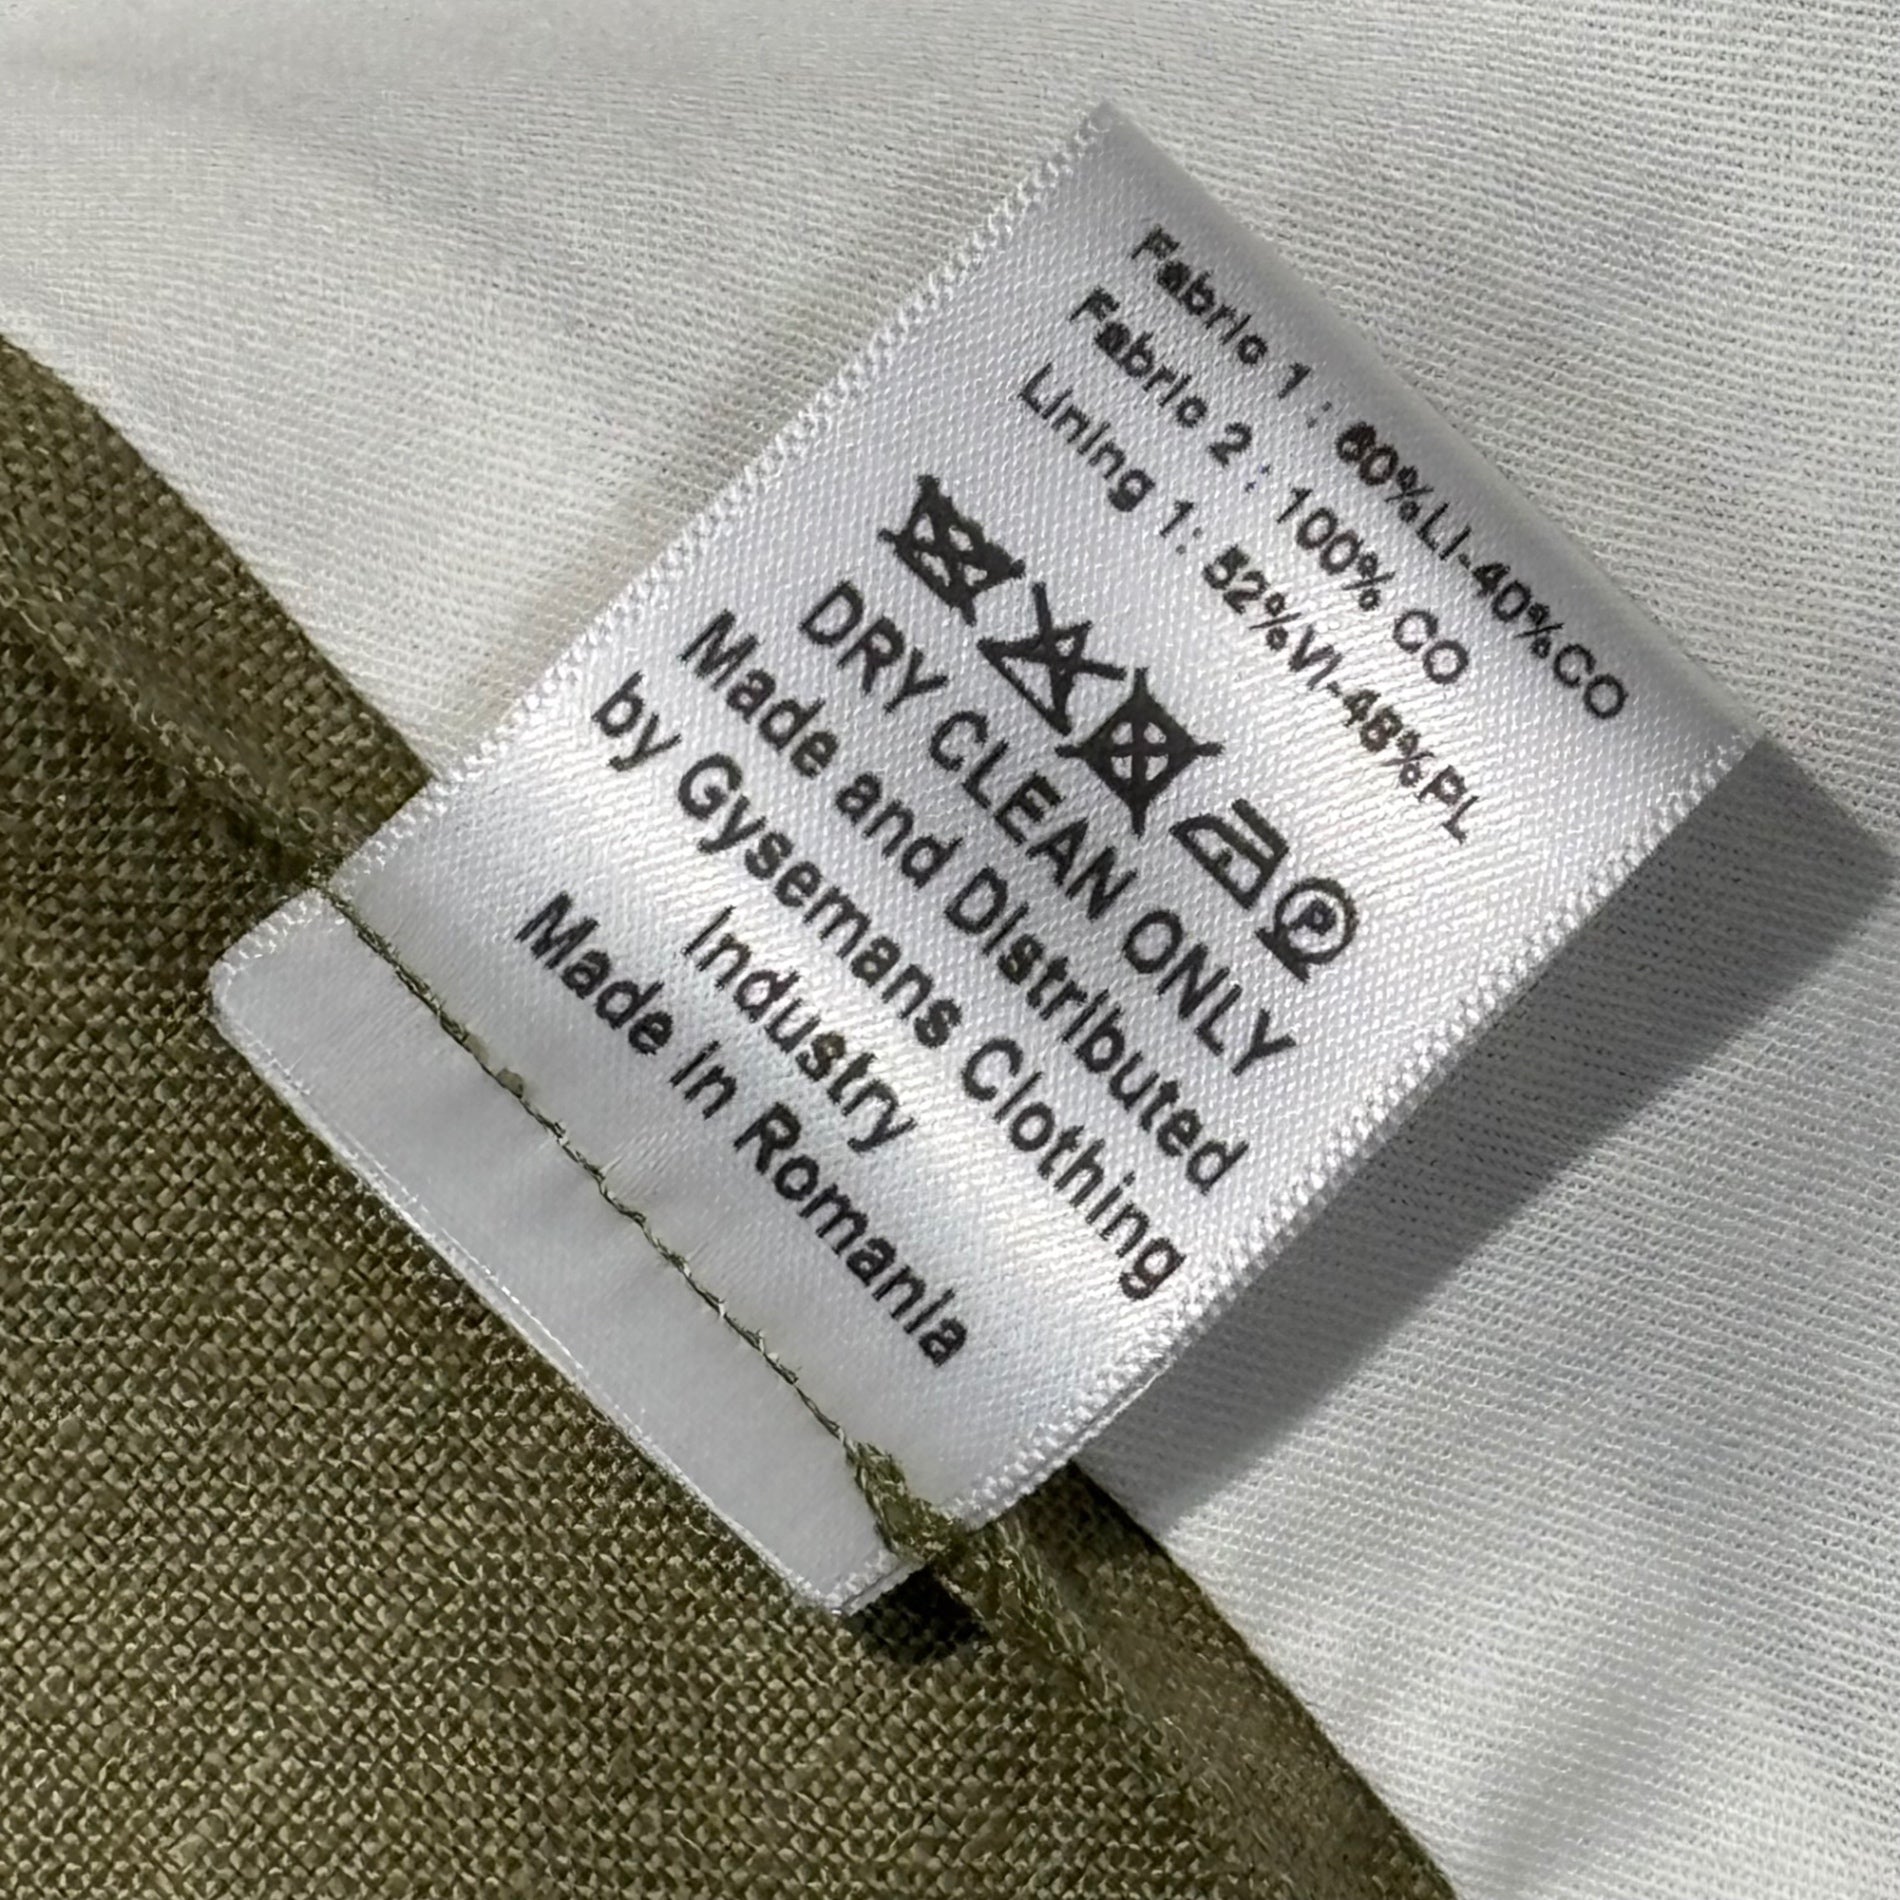 Fabric 1 : 60%LI-40%CO
Fabric 2 : 100% CO
Lining 1: 52%VI-48%PL
P
DRY CLEAN ONLY
Made and Distributed
by Gysemans Clothing
Industry
Made in Romania